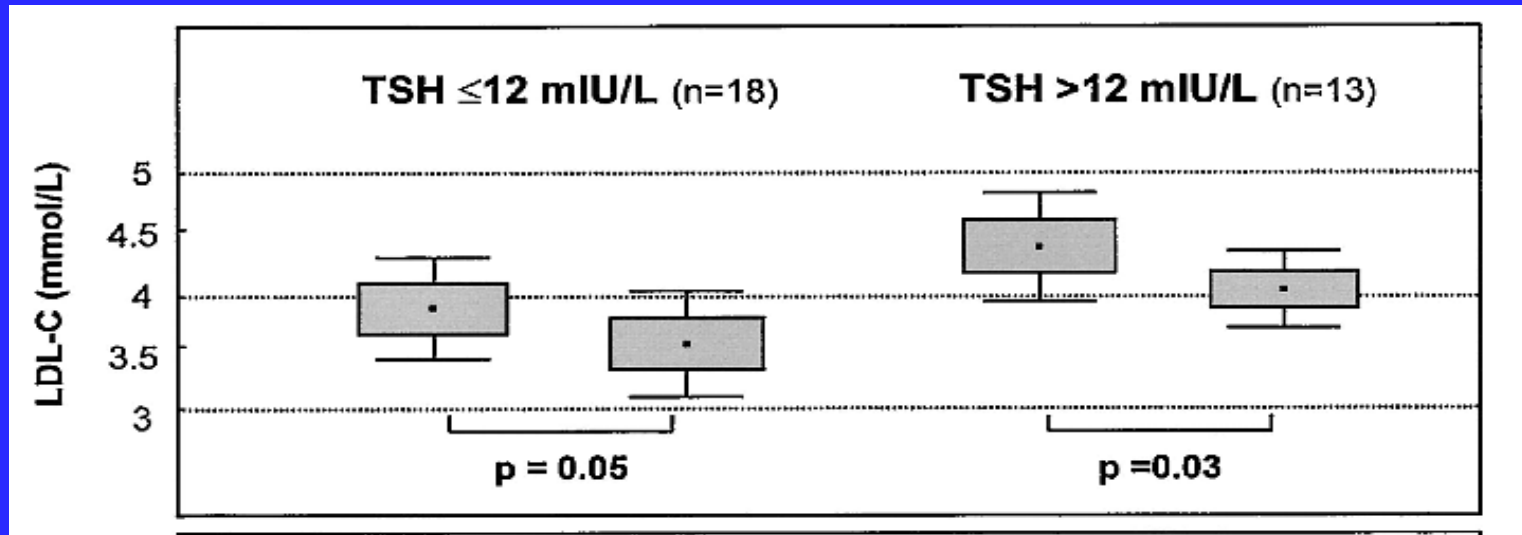 TSH ≤12 mIU/L (n=18)
TSH >12 mIU/L (n=13)
LDL-C (mmol/L)
5
4.5
4
3.5
3
p = 0.05
p =0.03